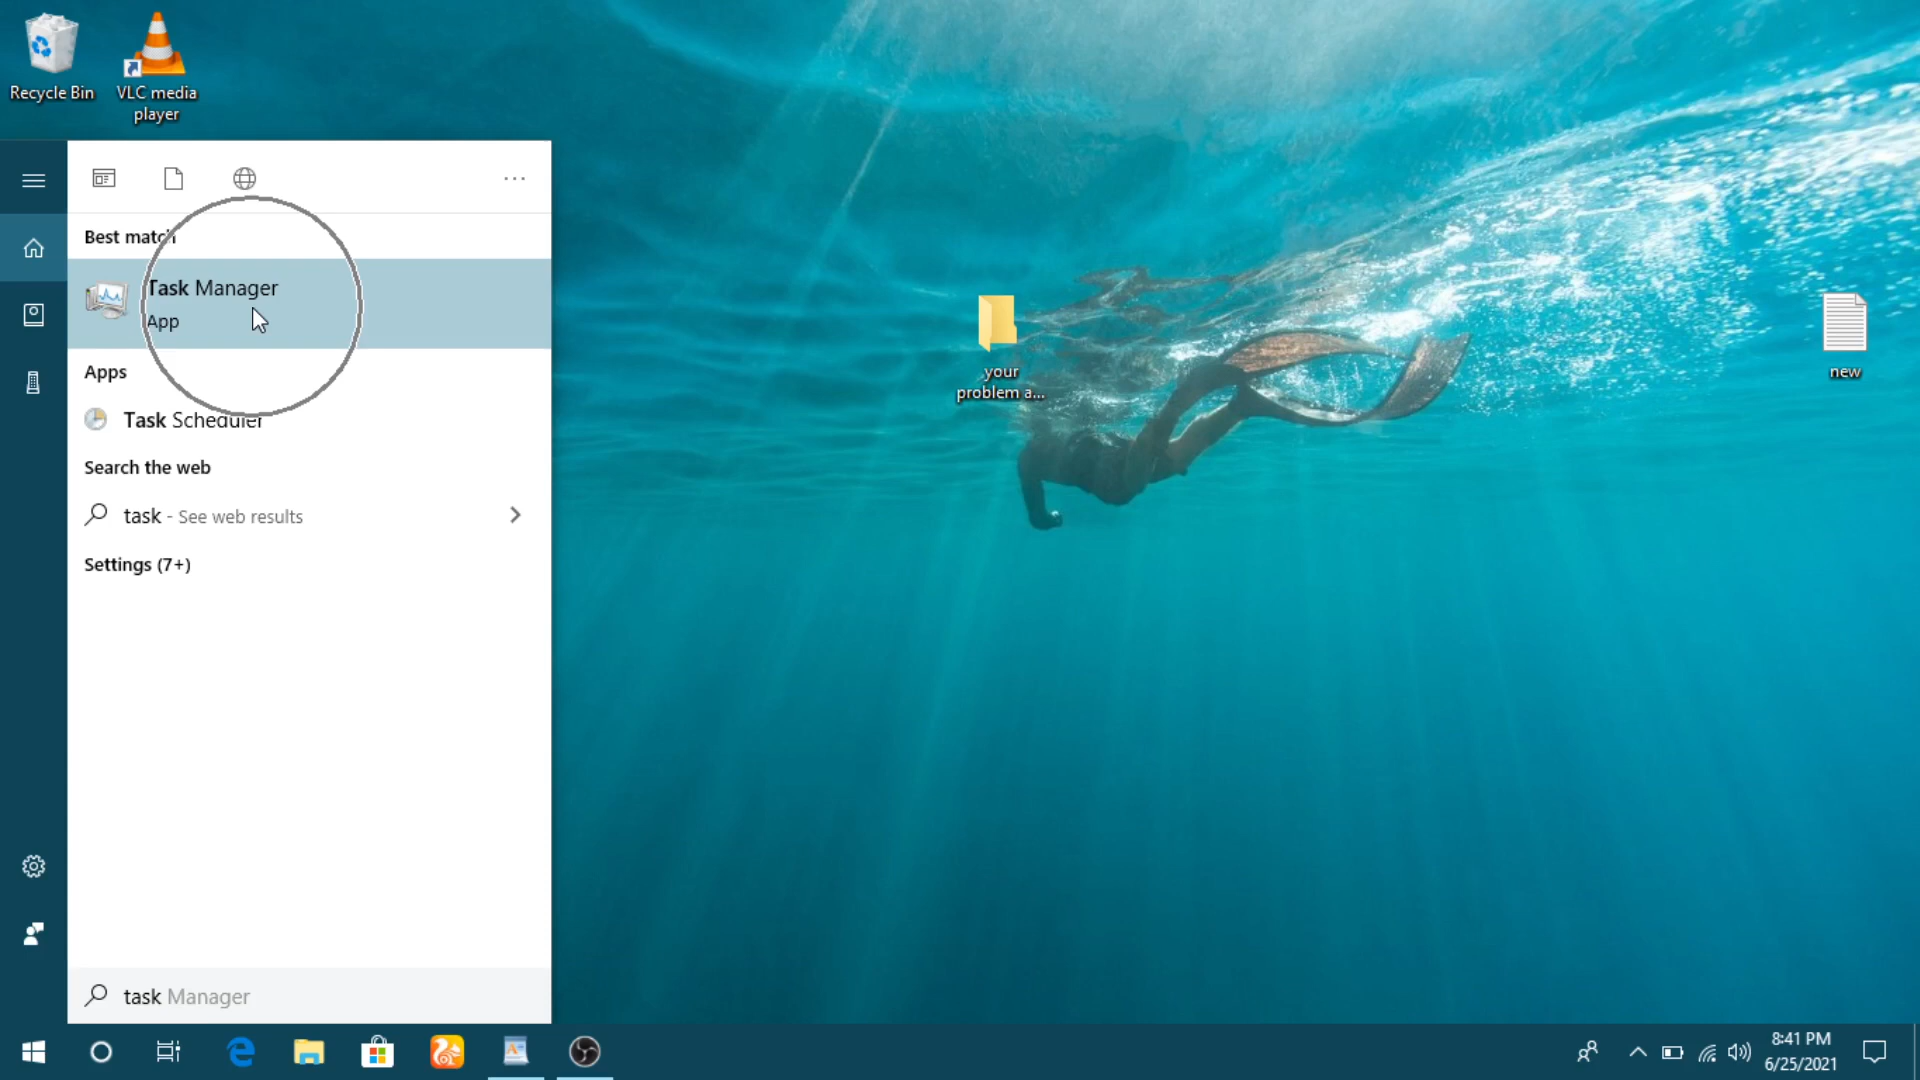 Recycle Bin
VLC media
player
Best match
Task Manager
App
Apps
Task Scheduler
Search the web
task - See web results
Settings (7+)
task Manager
your
problem a...
new
8:41 PM
6/25/2021